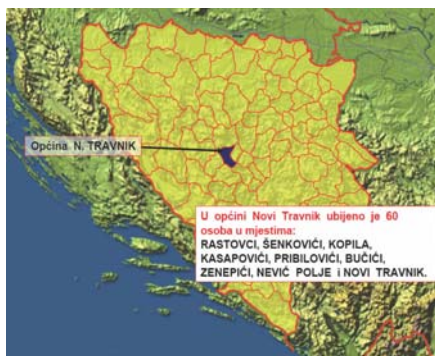 Općina N. TRAVNIK
U općini Novi Travnik ubijeno je 60
osoba u mjestima:
RASTOVCI, ŠENKOVIĆI, KOPILA,
KASAPOVIĆI, PRIBILOVIĆI, BUČIĆI,
ZENEPIĆI, NEVIĆ POLJE i NOVI TRAVNIK.